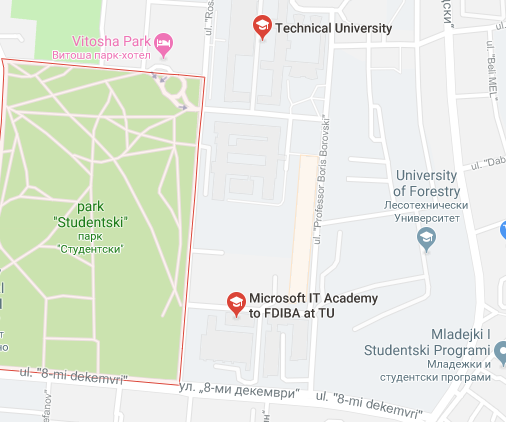 Technical University
ul. "Ros
Vitosha Park
Витоша парк-хотел
ul. "Beli MEL"
ul. "Professor Boris Borovski"
ul. "Dab
University
of Forestry
Лесотехнически
Университет
park
"Studentski"
парк
"Студентски"
Microsoft IT Academy
to FDIBA at TU
Mladejki I
Studentski Programi
Младежки и
студентски програми
ul. "8-mi dekemvri"
ул. „8-ми декември"
ul. "8-mi dekemvri"